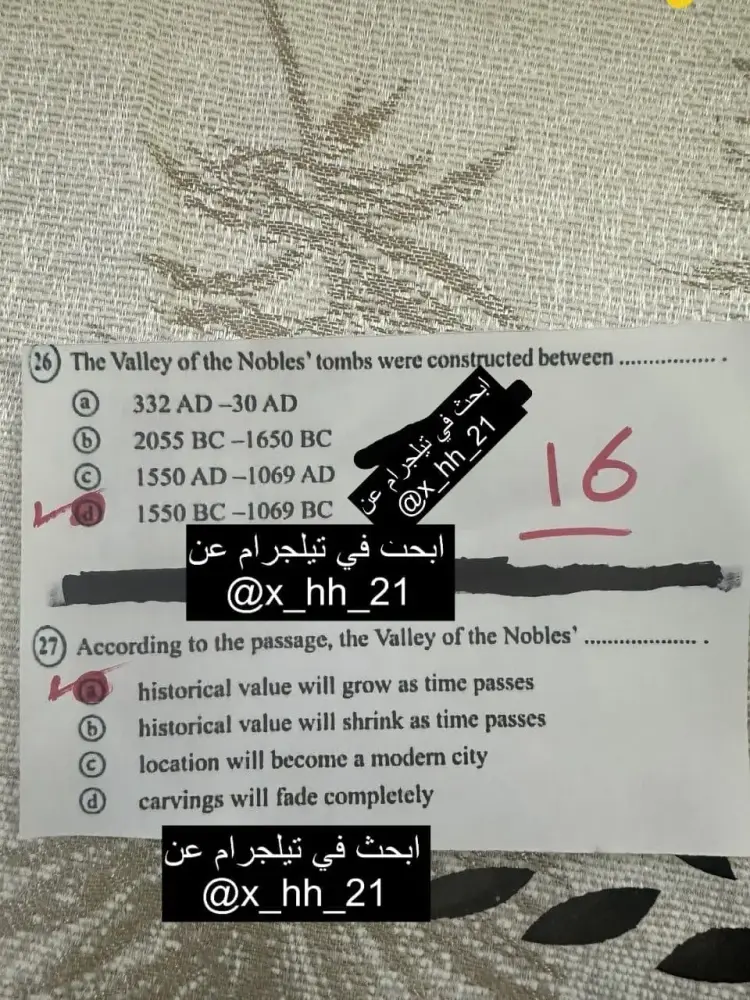 26 The Valley of the Nobles' tombs were constructed between .................. .
a 332 AD –30 AD
b 2055 BC –1650 BC
c 1550 AD –1069 AD
d 1550 BC –1069 BC
ابحث في تيلجرام عن
@x_hh_21
16
ابحث في تيلجرام عن
@x_hh_21
27 According to the passage, the Valley of the Nobles' ................... .
a historical value will grow as time passes
b historical value will shrink as time passes
c location will become a modern city
d carvings will fade completely
ابحث في تيلجرام عن
@x_hh_21